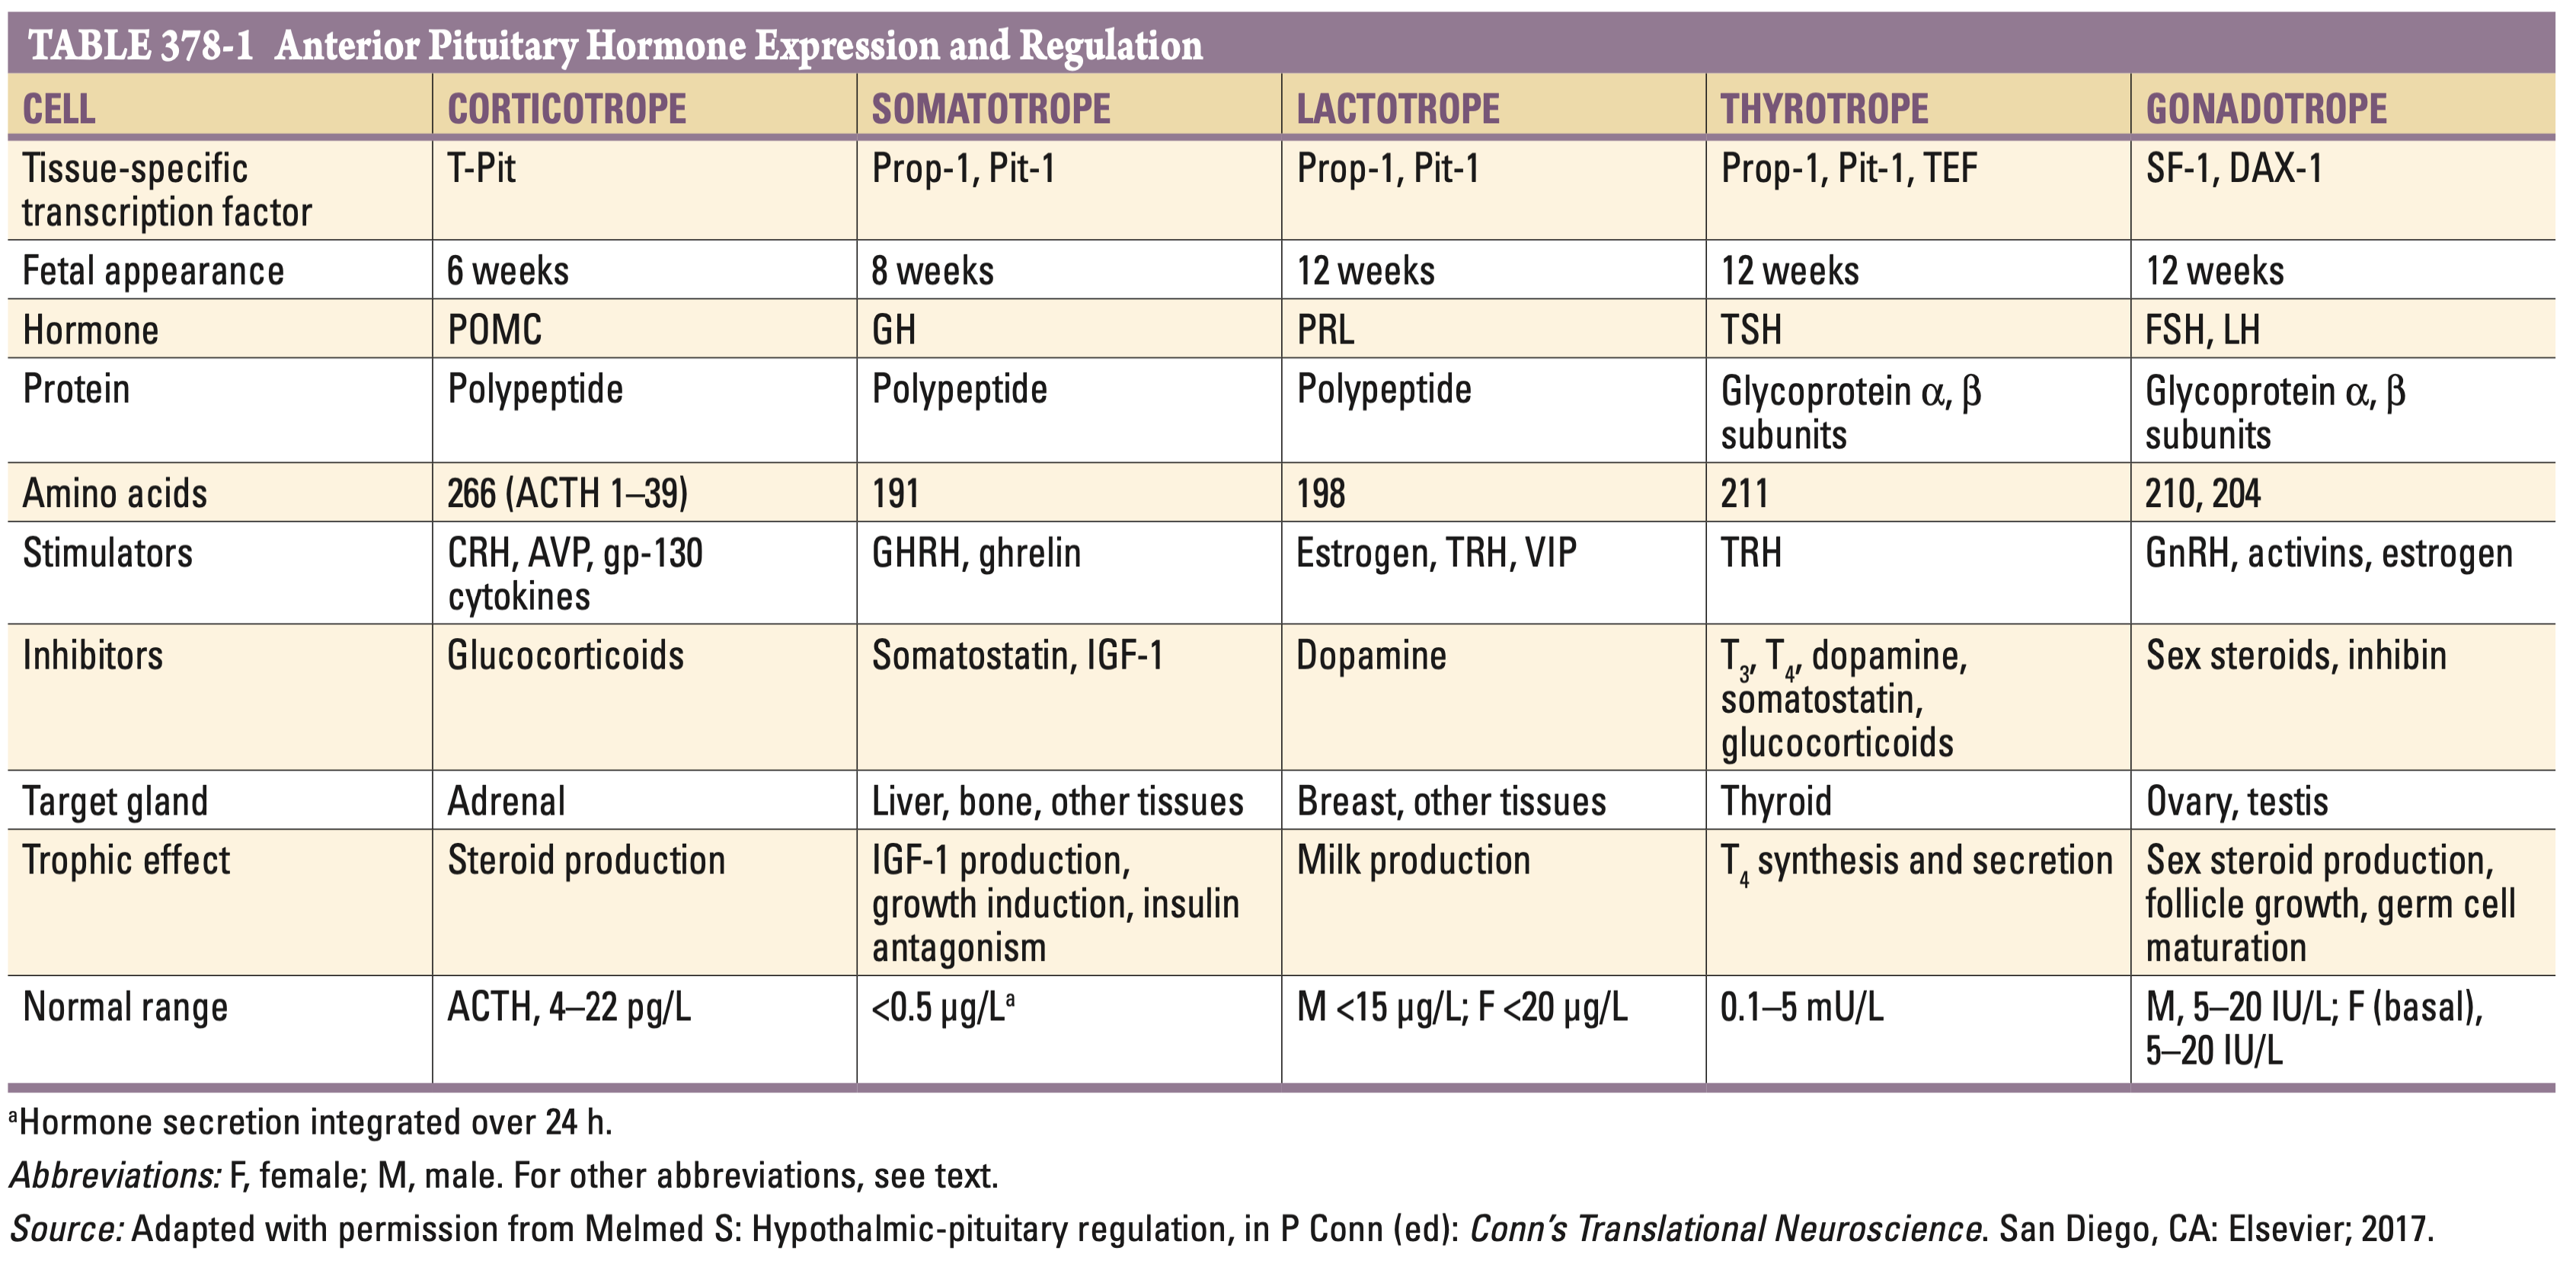 TABLE 378-1 Anterior Pituitary Hormone Expression and Regulation
CELL CORTICOTROPE SOMATOTROPE LACTOTROPE THYROTROPE GONADOTROPE
Tissue-specific T-Pit Prop-1, Pit-1 Prop-1, Pit-1 Prop-1, Pit-1, TEF SF-1, DAX-1
transcription factor
Fetal appearance 6 weeks 8 weeks 12 weeks 12 weeks 12 weeks
Hormone POMC GH PRL TSH FSH, LH
Protein Polypeptide Polypeptide Polypeptide Glycoprotein α, β Glycoprotein α, β
subunits subunits
Amino acids 266 (ACTH 1–39) 191 198 211 210, 204
Stimulators CRH, AVP, gp-130 GHRH, ghrelin Estrogen, TRH, VIP TRH GnRH, activins, estrogen
cytokines
Inhibitors Glucocorticoids Somatostatin, IGF-1 Dopamine T₃, T₄, dopamine, Sex steroids, inhibin
somatostatin,
glucocorticoids
Target gland Adrenal Liver, bone, other tissues Breast, other tissues Thyroid Ovary, testis
Trophic effect Steroid production IGF-1 production, Milk production T₄ synthesis and secretion Sex steroid production,
growth induction, insulin follicle growth, germ cell
antagonism maturation
Normal range ACTH, 4–22 pg/L <0.5 μg/Lᵃ M <15 μg/L; F <20 μg/L 0.1–5 mU/L M, 5–20 IU/L; F (basal),
5–20 IU/L
ᵃHormone secretion integrated over 24 h.
Abbreviations: F, female; M, male. For other abbreviations, see text.
Source: Adapted with permission from Melmed S: Hypothalmic-pituitary regulation, in P Conn (ed): Conn’s Translational Neuroscience. San Diego, CA: Elsevier; 2017.